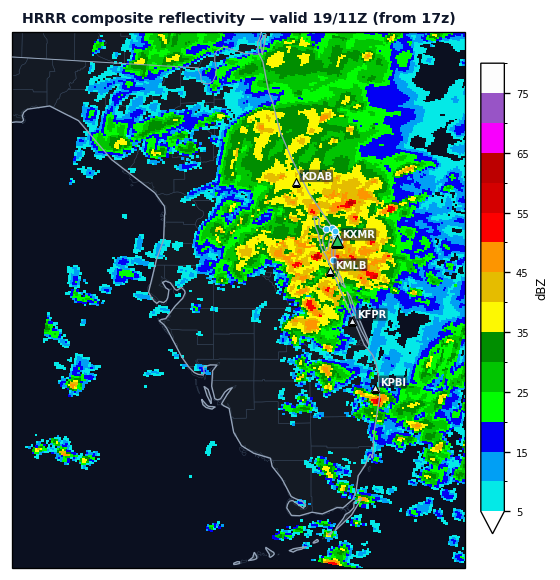 HRRR composite reflectivity — valid 19/11Z (from 17z)
KDAB
KXMR
KMLB
KFPR
KPBI
75
65
55
45
35
25
15
5
dBZ